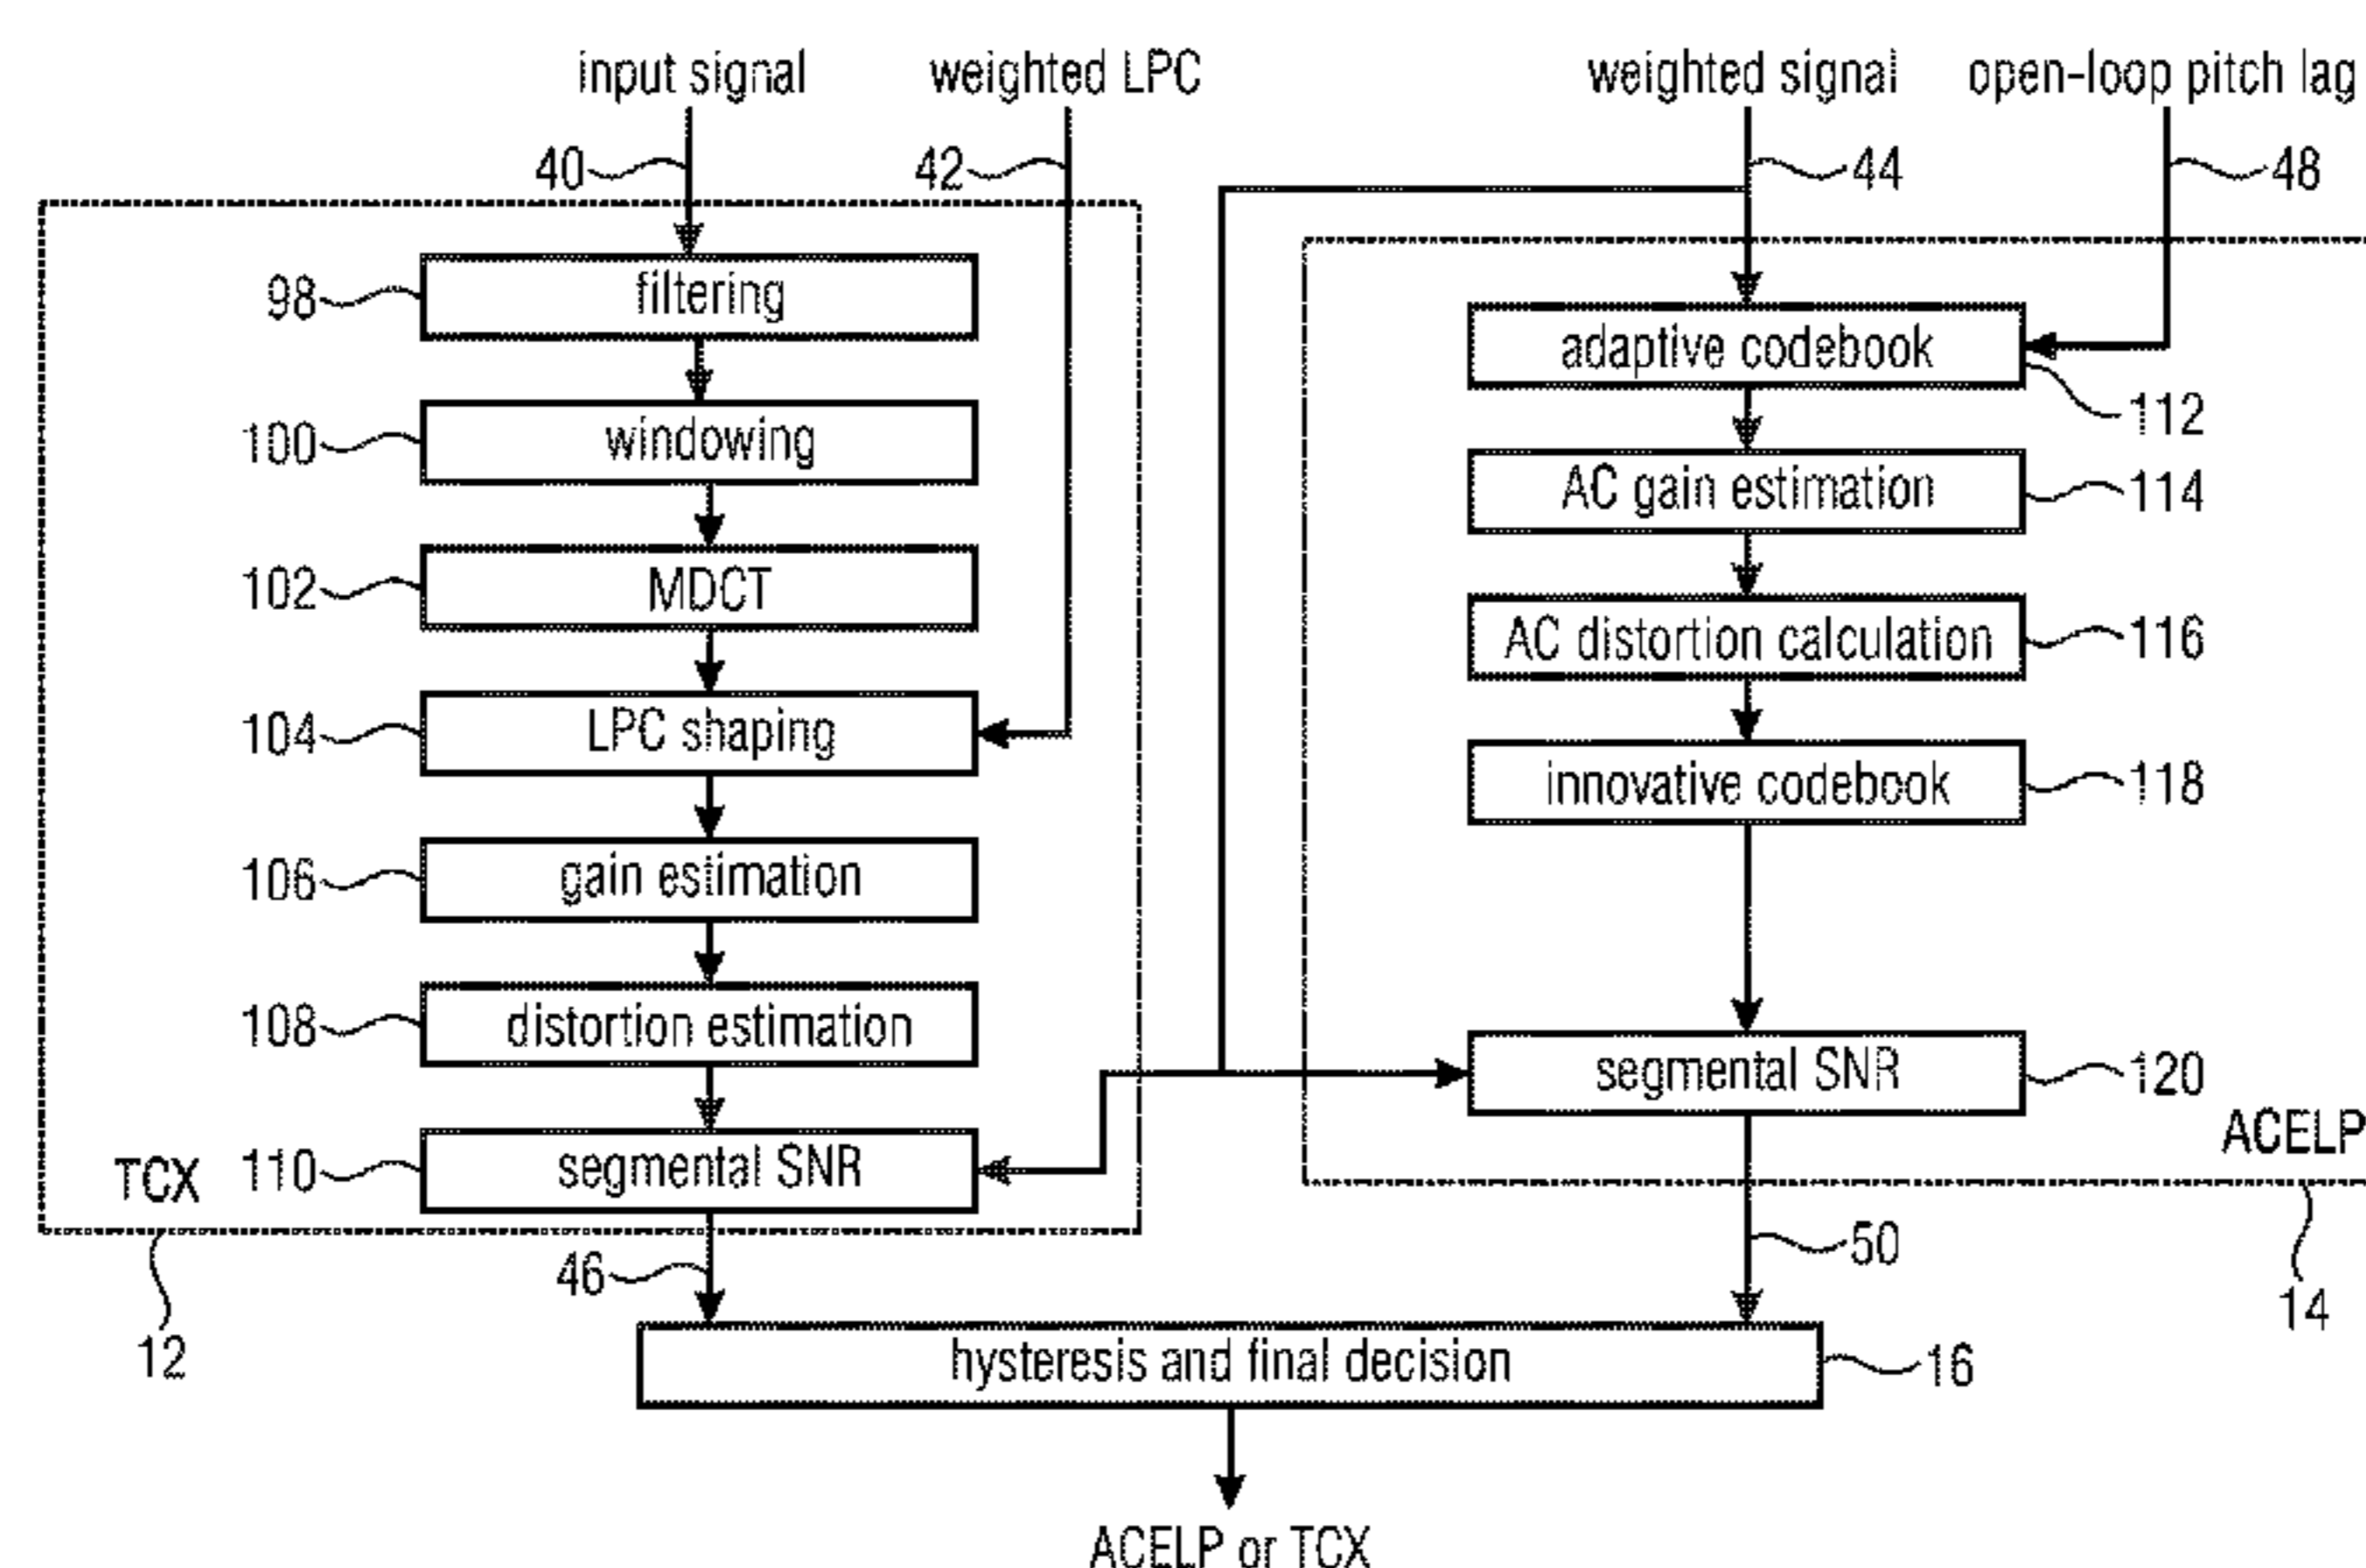 input signal
weighted LPC
weighted signal
open-loop pitch lag
40
42
44
48
98
filtering
100
windowing
102
MDCT
104
LPC shaping
106
gain estimation
108
distortion estimation
TCX
110
segmental SNR
12
46
adaptive codebook
112
AC gain estimation
114
AC distortion calculation
116
innovative codebook
118
segmental SNR
120
ACELP
14
50
hysteresis and final decision
16
ACELP or TCX